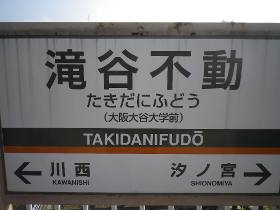 滝谷不動
たきだにふどう
(大阪大谷大学前)
TAKIDANIFUDŌ
← 川西 汐ノ宮 →
KAWANISHI SHIONOMIYA